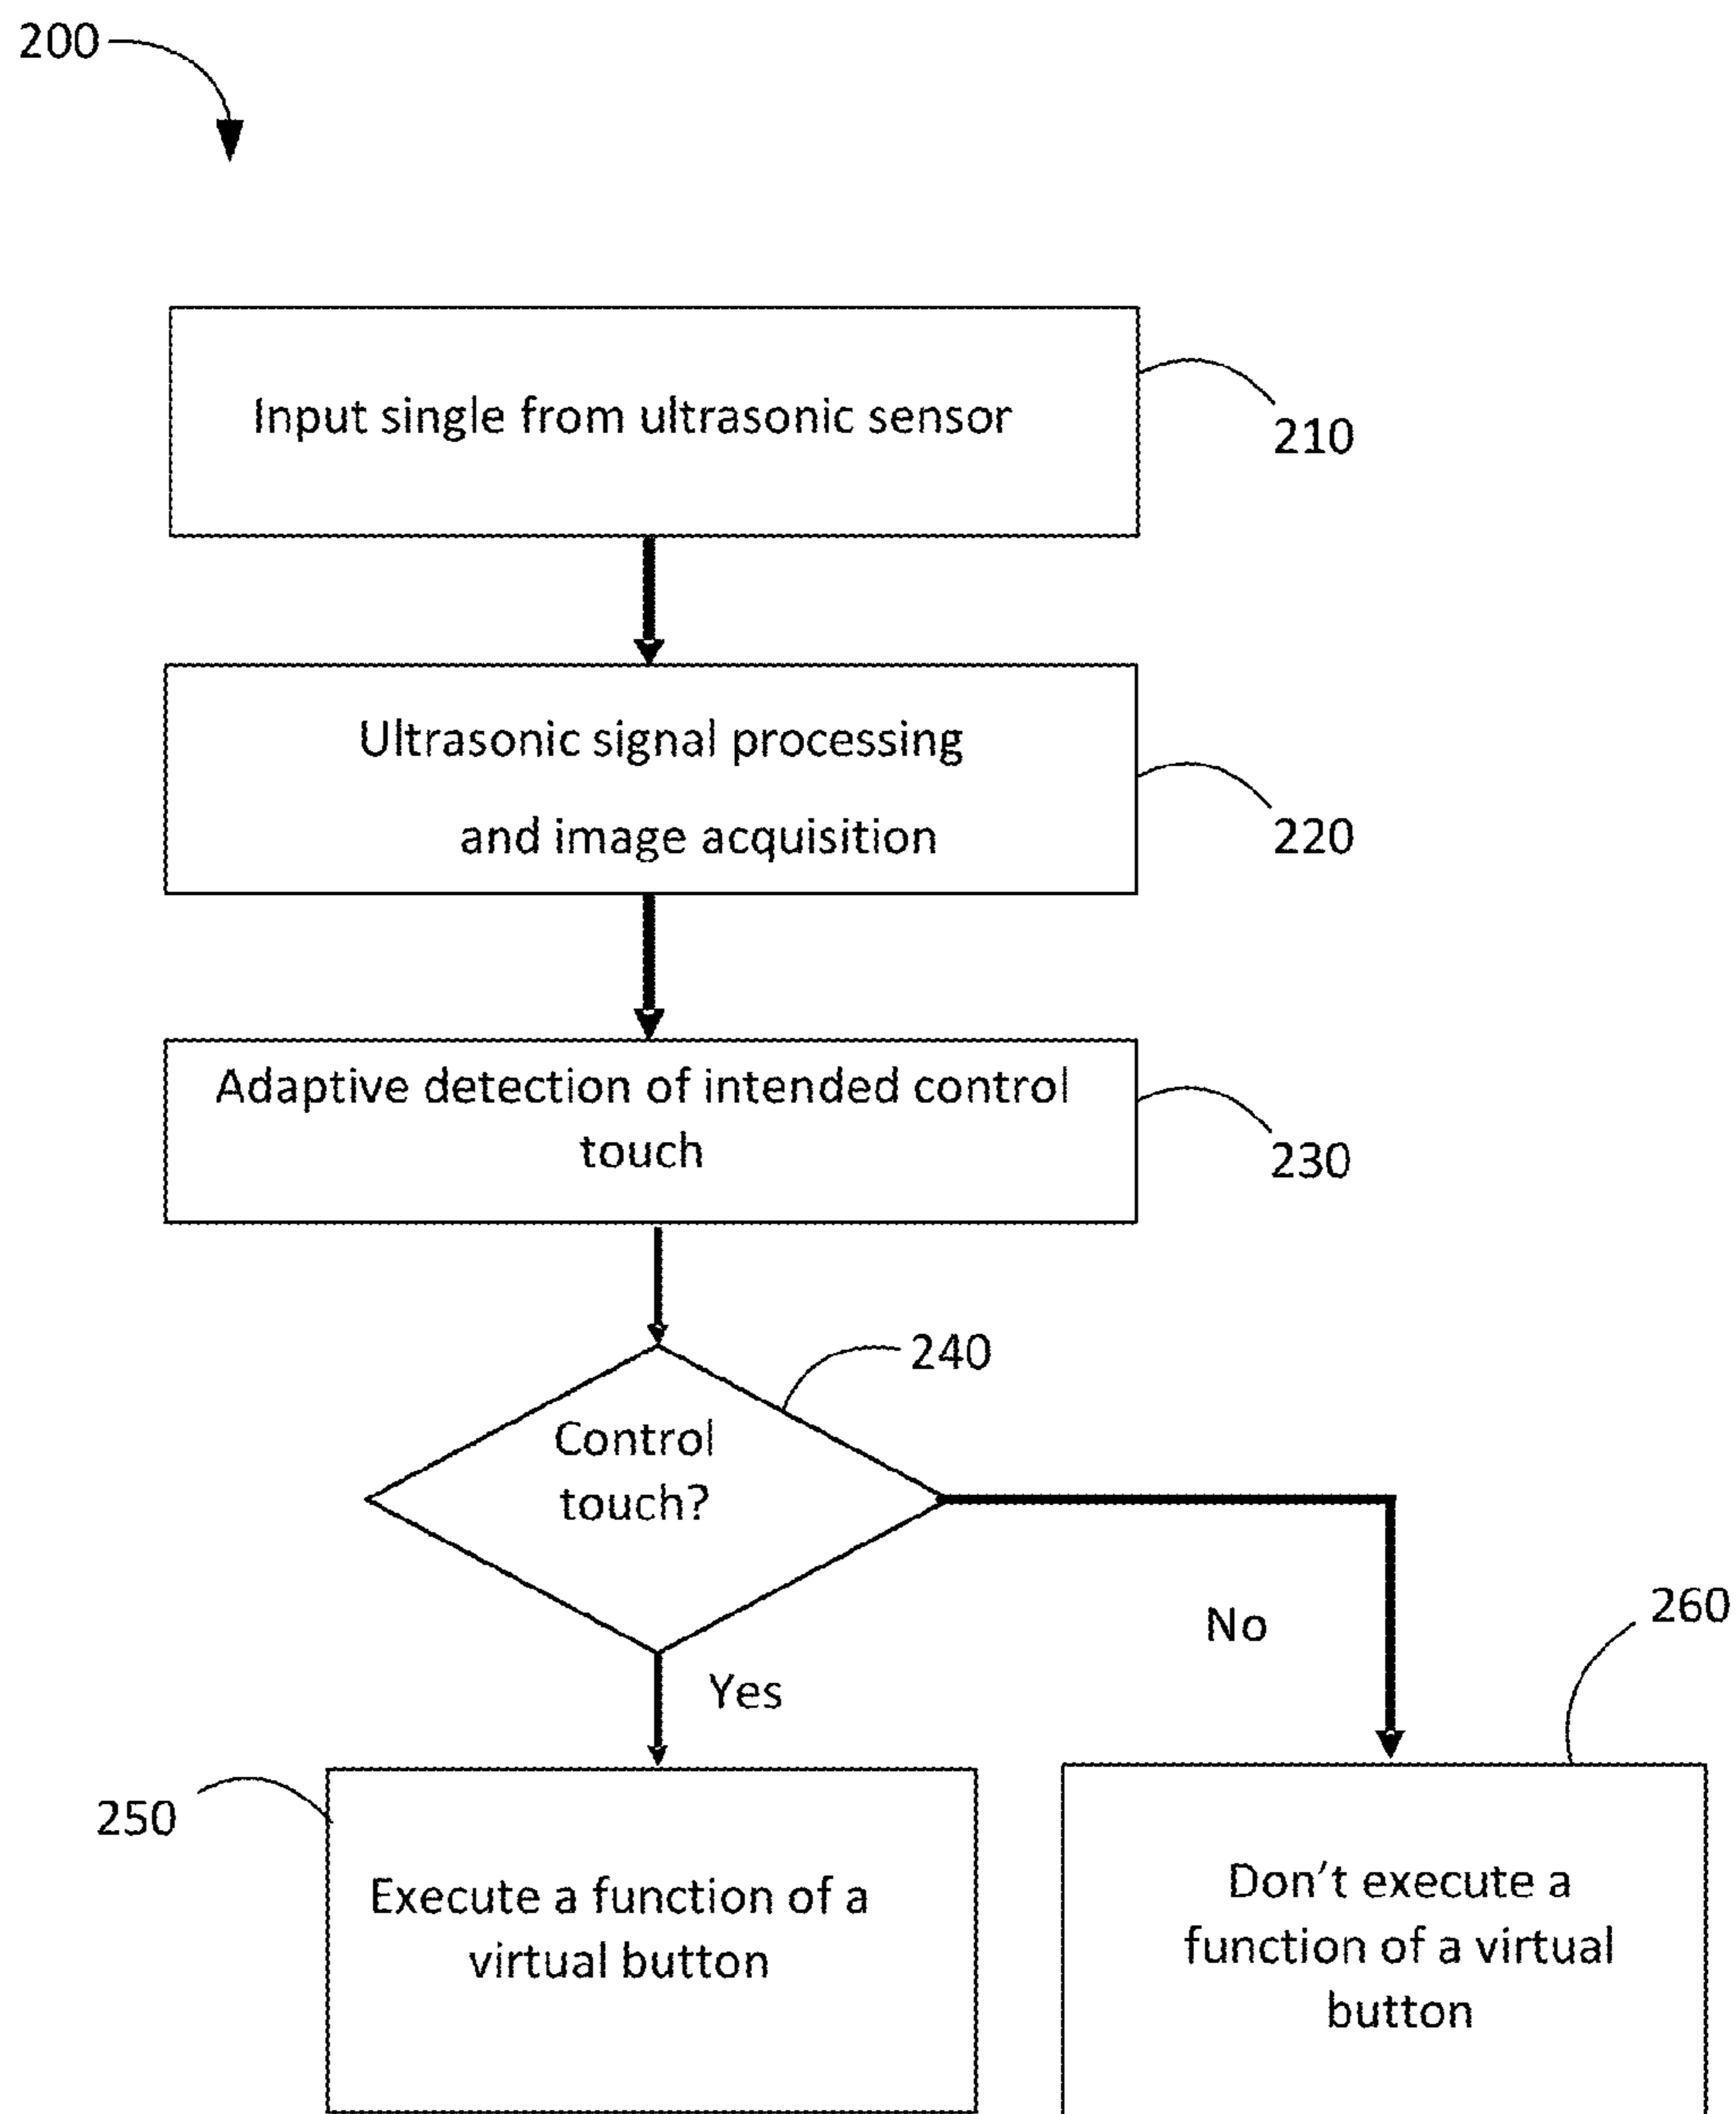 200
Input single from ultrasonic sensor
210
Ultrasonic signal processing
and image acquisition
220
Adaptive detection of intended control
touch
230
240
Control
touch?
No
260
Yes
250
Execute a function of a
virtual button
Don't execute a
function of a virtual
button